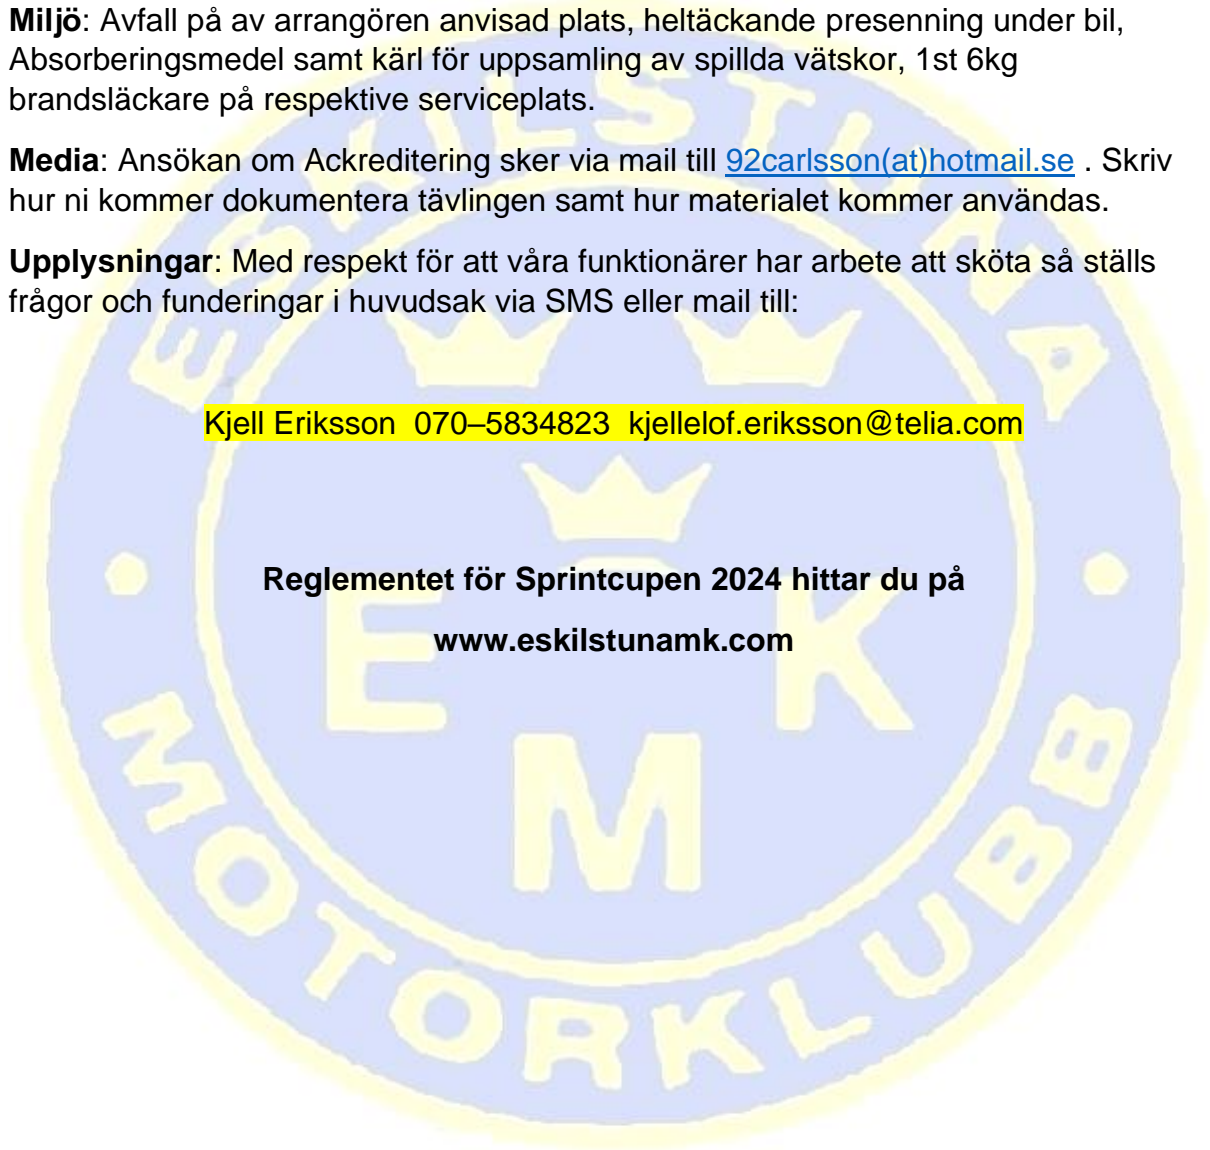 Miljö: Avfall på av arrangören anvisad plats, heltäckande presenning under bil,
Absorberingsmedel samt kärl för uppsamling av spillda vätskor, 1st 6kg
brandsläckare på respektive serviceplats.
Media: Ansökan om Ackreditering sker via mail till 92carlsson(at)hotmail.se . Skriv
hur ni kommer dokumentera tävlingen samt hur materialet kommer användas.
Upplysningar: Med respekt för att våra funktionärer har arbete att sköta så ställs
frågor och funderingar i huvudsak via SMS eller mail till:
Kjell Eriksson  070–5834823  kjellelof.eriksson@telia.com
Reglementet för Sprintcupen 2024 hittar du på
www.eskilstunamk.com
ESKILSTUNA
E K
M
MOTORKLUBB